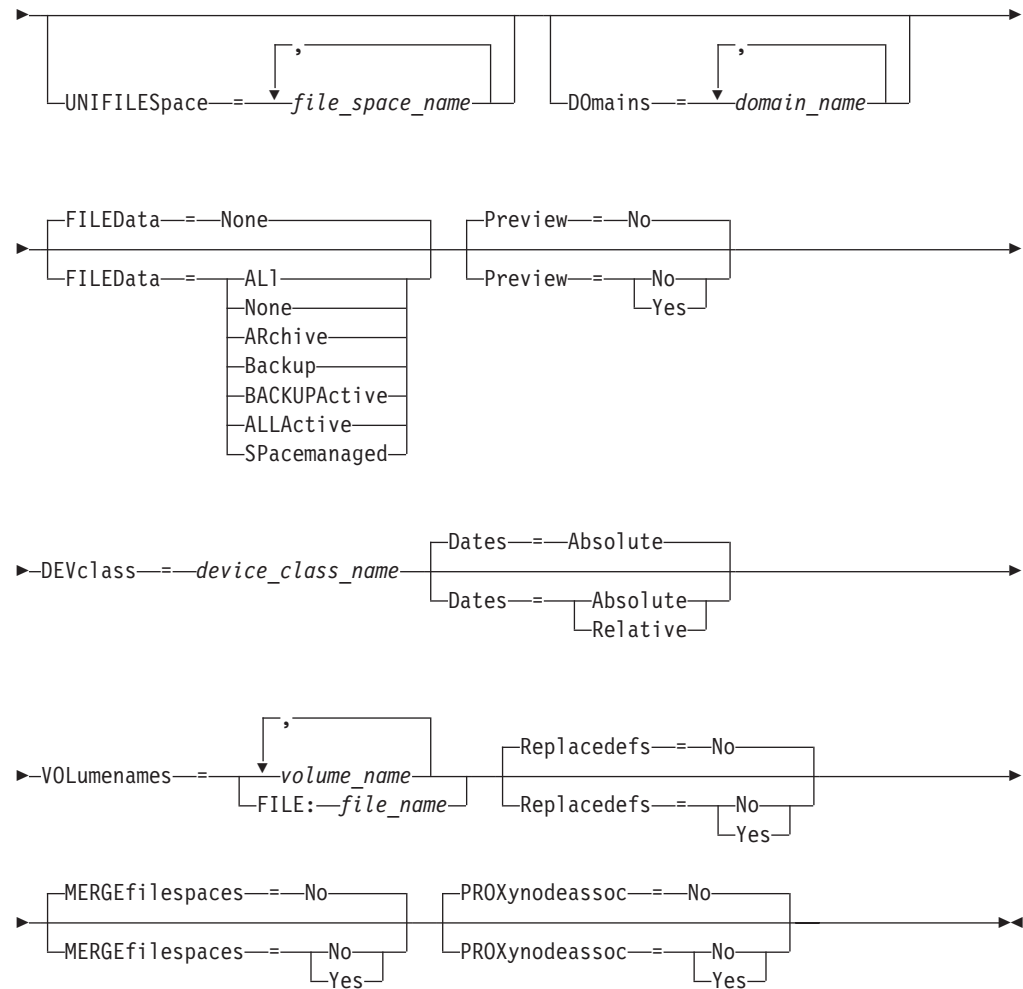 , ,
UNIFILESpace = file_space_name DOmains = domain_name
FILEData = None Preview = No
FILEData = ALl Preview = No
None Yes
ARchive
Backup
BACKUPActive
ALLActive
SPacemanaged
Dates = Absolute
DEVclass = device_class_name
Dates = Absolute
Relative
,
Replacedefs = No
VOLumenames = volume_name
FILE: file_name Replacedefs = No
Yes
MERGEfilespaces = No PROXynodeassoc = No
MERGEfilespaces = No PROXynodeassoc = No
Yes Yes